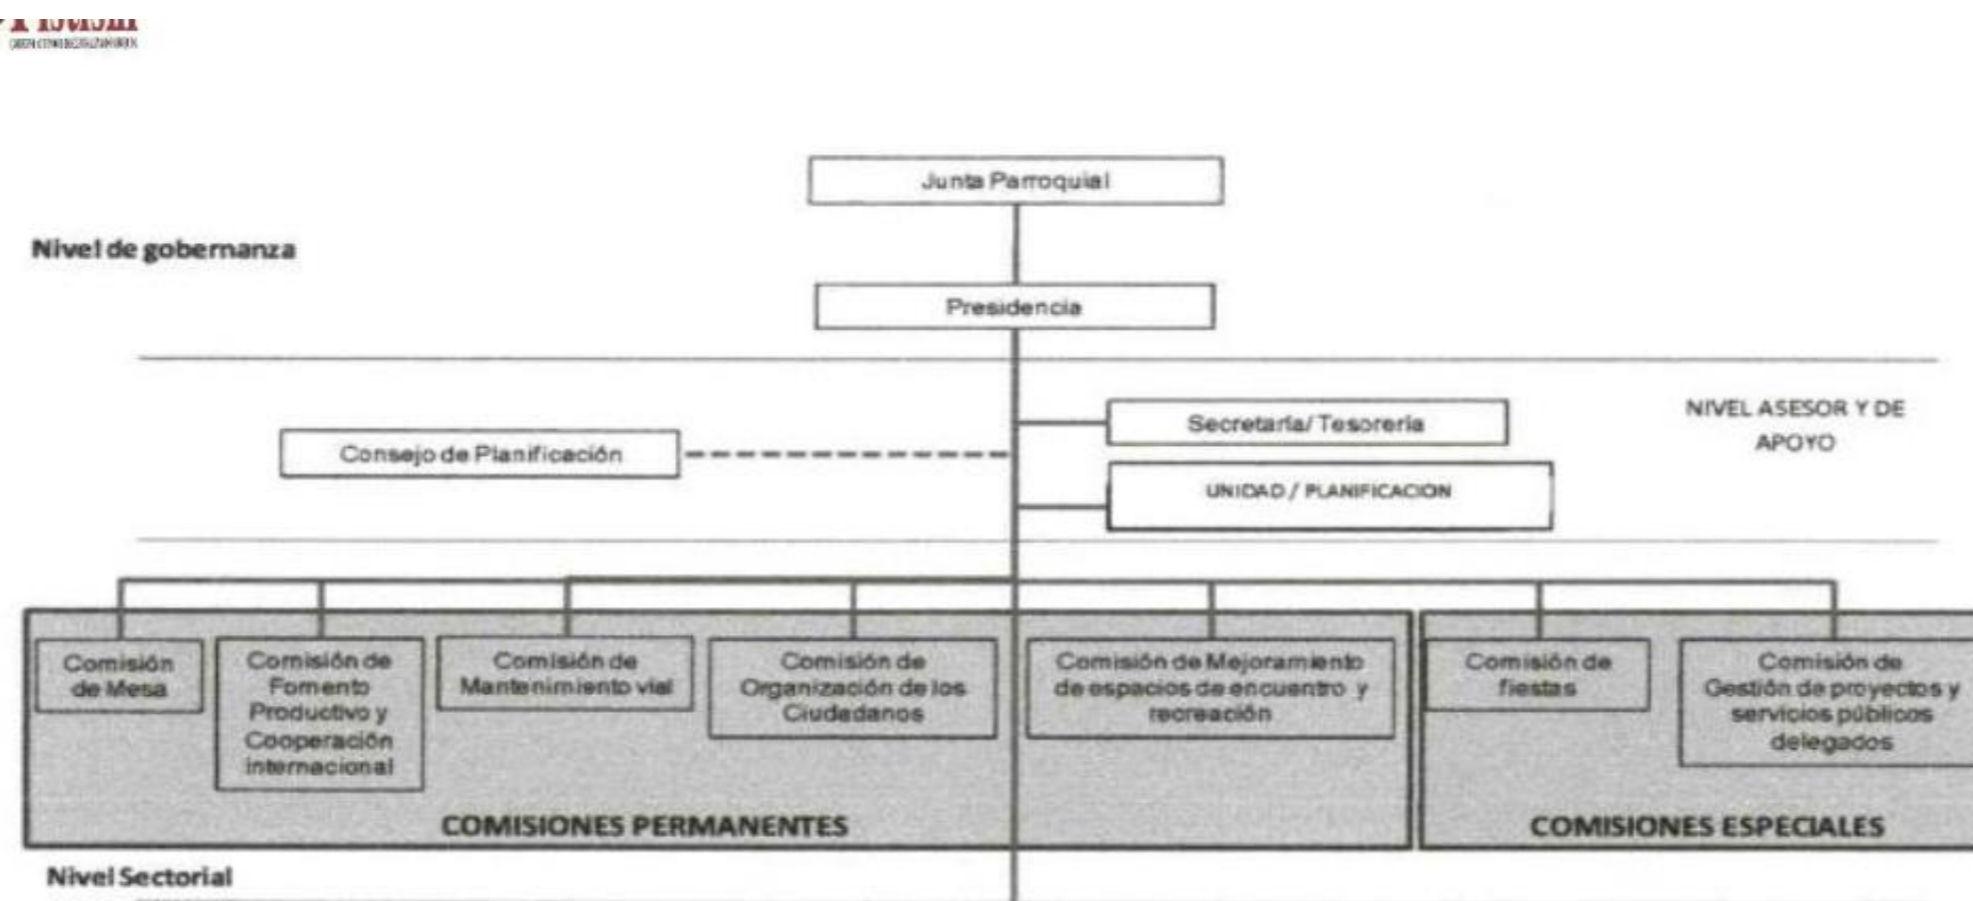 Junta Parroquial
Nivel de gobernanza
Presidencia
Secretaría/ Tesorería
NIVEL ASESOR Y DE
APOYO
Consejo de Planificación
UNIDAD / PLANIFICACION
Comisión
de Mesa
Comisión de
Fomento
Productivo y
Cooperación
internacional
Comisión de
Mantenimiento vial
Comisión de
Organización de los
Ciudadanos
Comisión de Mejoramiento
de espacios de encuentro y
recreación
Comisión de
fiestas
Comisión de
Gestión de proyectos y
servicios públicos
delegados
COMISIONES PERMANENTES
COMISIONES ESPECIALES
Nivel Sectorial